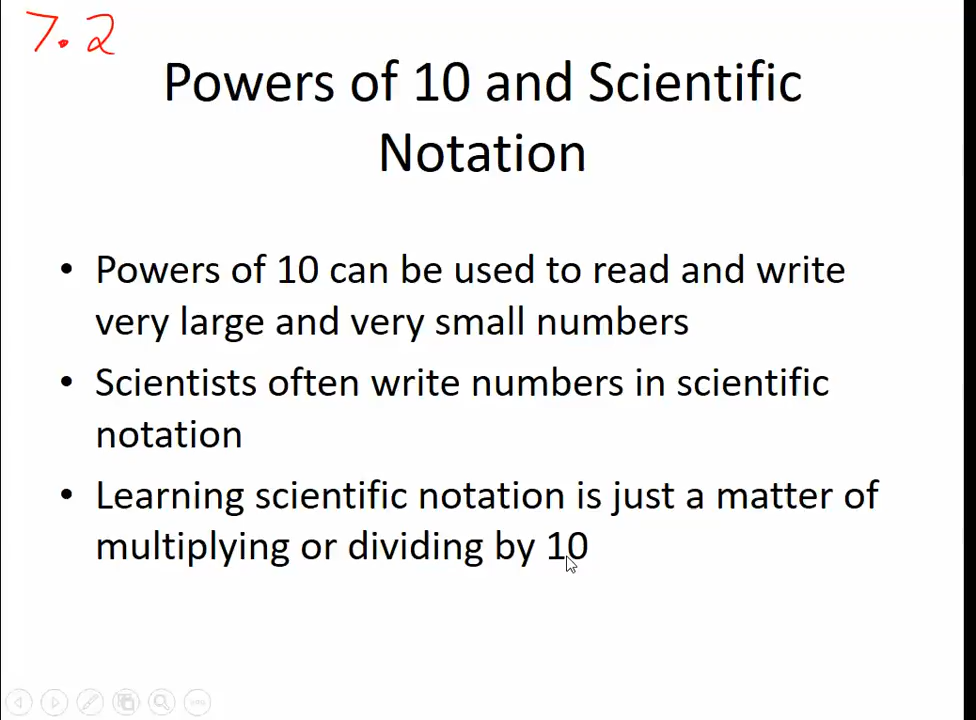 7.2
Powers of 10 and Scientific
Notation
• Powers of 10 can be used to read and write
very large and very small numbers
• Scientists often write numbers in scientific
notation
• Learning scientific notation is just a matter of
multiplying or dividing by 10